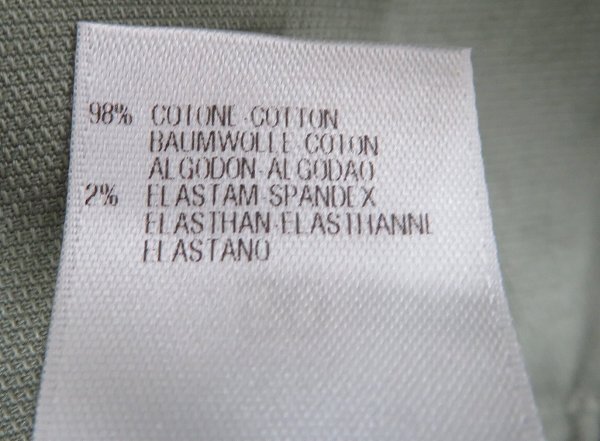 98% COTONE·COTTON
BAUMWOLLE·COTON
ALGODON·ALGODAO
2% ELASTAM·SPANDEX
ELASTHAN·ELASTHANNE
ELASTANO